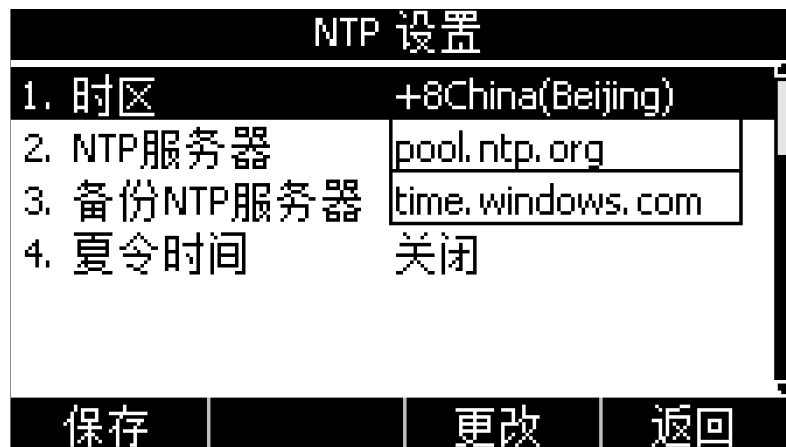 NTP 设置
1. 时区 +8China(Beijing)
2. NTP服务器 pool.ntp.org
3. 备份NTP服务器 time.windows.com
4. 夏令时间 关闭
保存 更改 返回